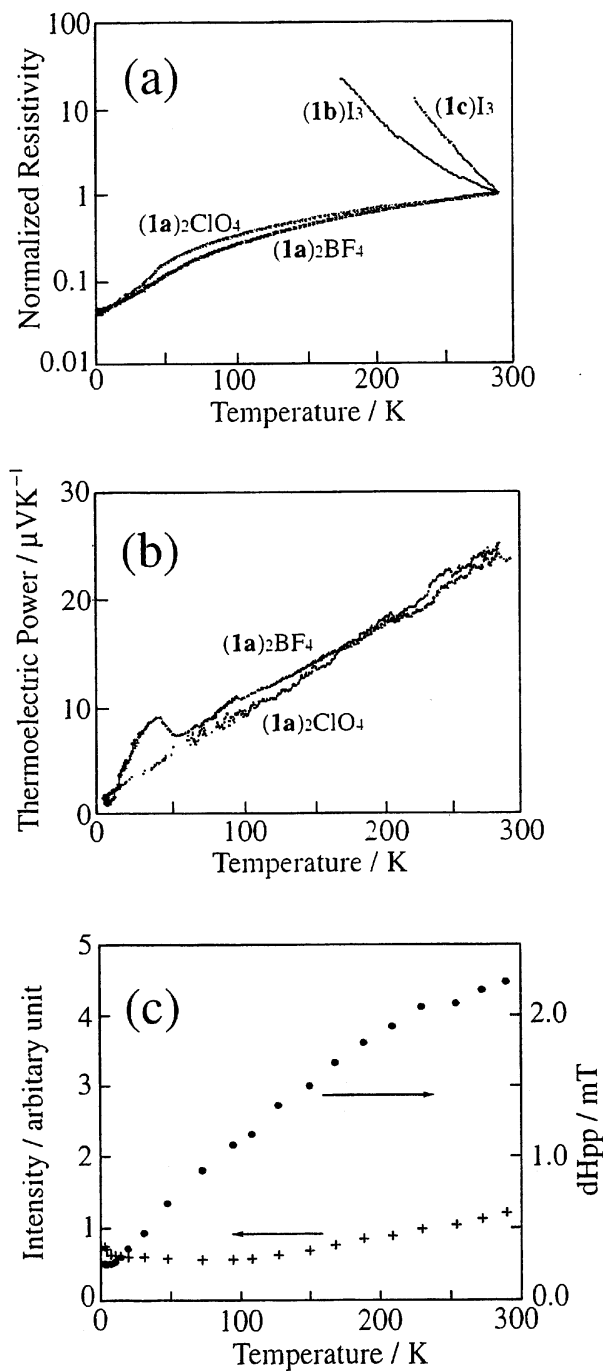 (a)
Normalized Resistivity
100
10
1
0.1
0.01
(1b)I3
(1c)I3
(1a)2ClO4
(1a)2BF4
0
100
200
300
Temperature / K
(b)
Thermoelectric Power / μVK⁻¹
30
20
10
0
(1a)2BF4
(1a)2ClO4
0
100
200
300
Temperature / K
(c)
Intensity / arbitary unit
5
4
3
2
1
0
2.0
1.0
0.0
dHpp / mT
0
100
200
300
Temperature / K